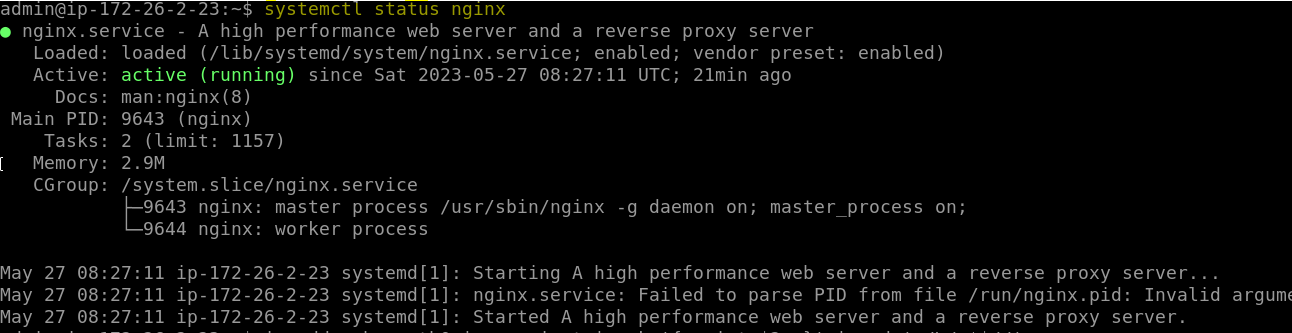 admin@ip-172-26-2-23:~$ systemctl status nginx
● nginx.service - A high performance web server and a reverse proxy server
   Loaded: loaded (/lib/systemd/system/nginx.service; enabled; vendor preset: enabled)
   Active: active (running) since Sat 2023-05-27 08:27:11 UTC; 21min ago
     Docs: man:nginx(8)
 Main PID: 9643 (nginx)
    Tasks: 2 (limit: 1157)
   Memory: 2.9M
   CGroup: /system.slice/nginx.service
           ├─9643 nginx: master process /usr/sbin/nginx -g daemon on; master_process on;
           └─9644 nginx: worker process

May 27 08:27:11 ip-172-26-2-23 systemd[1]: Starting A high performance web server and a reverse proxy server...
May 27 08:27:11 ip-172-26-2-23 systemd[1]: nginx.service: Failed to parse PID from file /run/nginx.pid: Invalid argume
May 27 08:27:11 ip-172-26-2-23 systemd[1]: Started A high performance web server and a reverse proxy server.